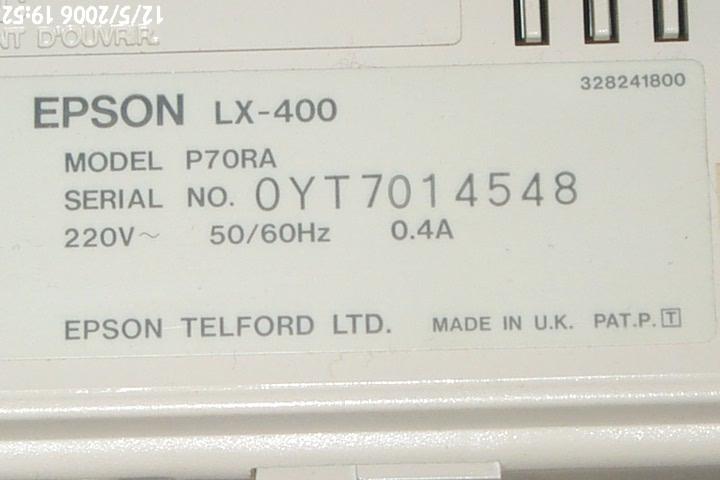 12/5/2006 19:52
NT D'OUVRIR.
328241800
EPSON LX-400
MODEL P70RA
SERIAL NO. 0YT7014548
220V~ 50/60Hz 0.4A
EPSON TELFORD LTD. MADE IN U.K. PAT.P. T